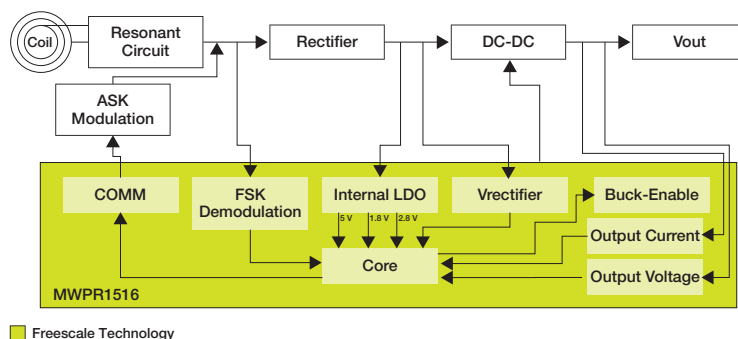 Coil
Resonant
Circuit
Rectifier
DC-DC
Vout
ASK
Modulation
COMM
FSK
Demodulation
Internal LDO
Vrectifier
Buck-Enable
5 V
1.8 V
2.8 V
Output Current
Core
Output Voltage
MWPR1516
Freescale Technology